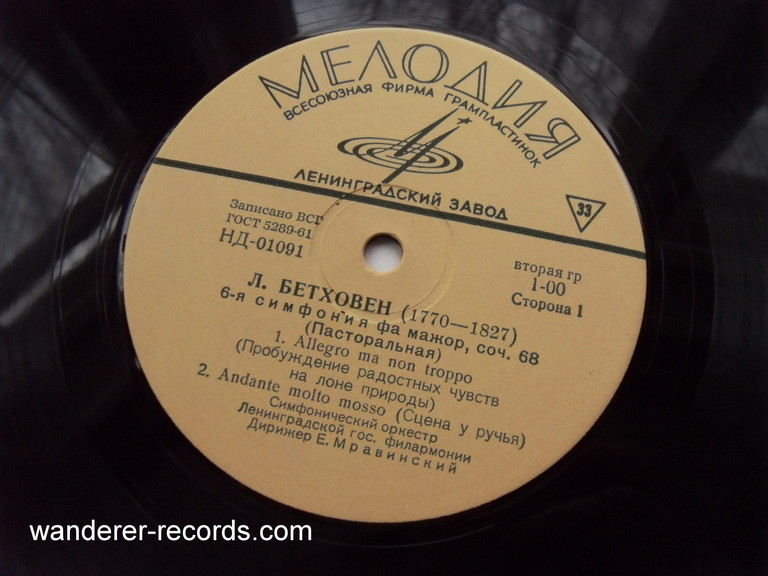 МЕЛОДИЯ
ВСЕСОЮЗНАЯ ФИРМА ГРАМПЛАСТИНОК
ЛЕНИНГРАДСКИЙ ЗАВОД
33
Записано ВСГ
ГОСТ 5289-61
НД-01091
вторая гр
1-00
Сторона 1
Л. БЕТХОВЕН (1770—1827)
6-я симфония фа мажор, соч. 68
(Пасторальная)
1. Allegro ma non troppo
(Пробуждение радостных чувств
на лоне природы)
2. Andante molto mosso (Сцена у ручья)
Симфонический оркестр
Ленинградской гос. филармонии
Дирижер Е. Мравинский
wanderer-records.com